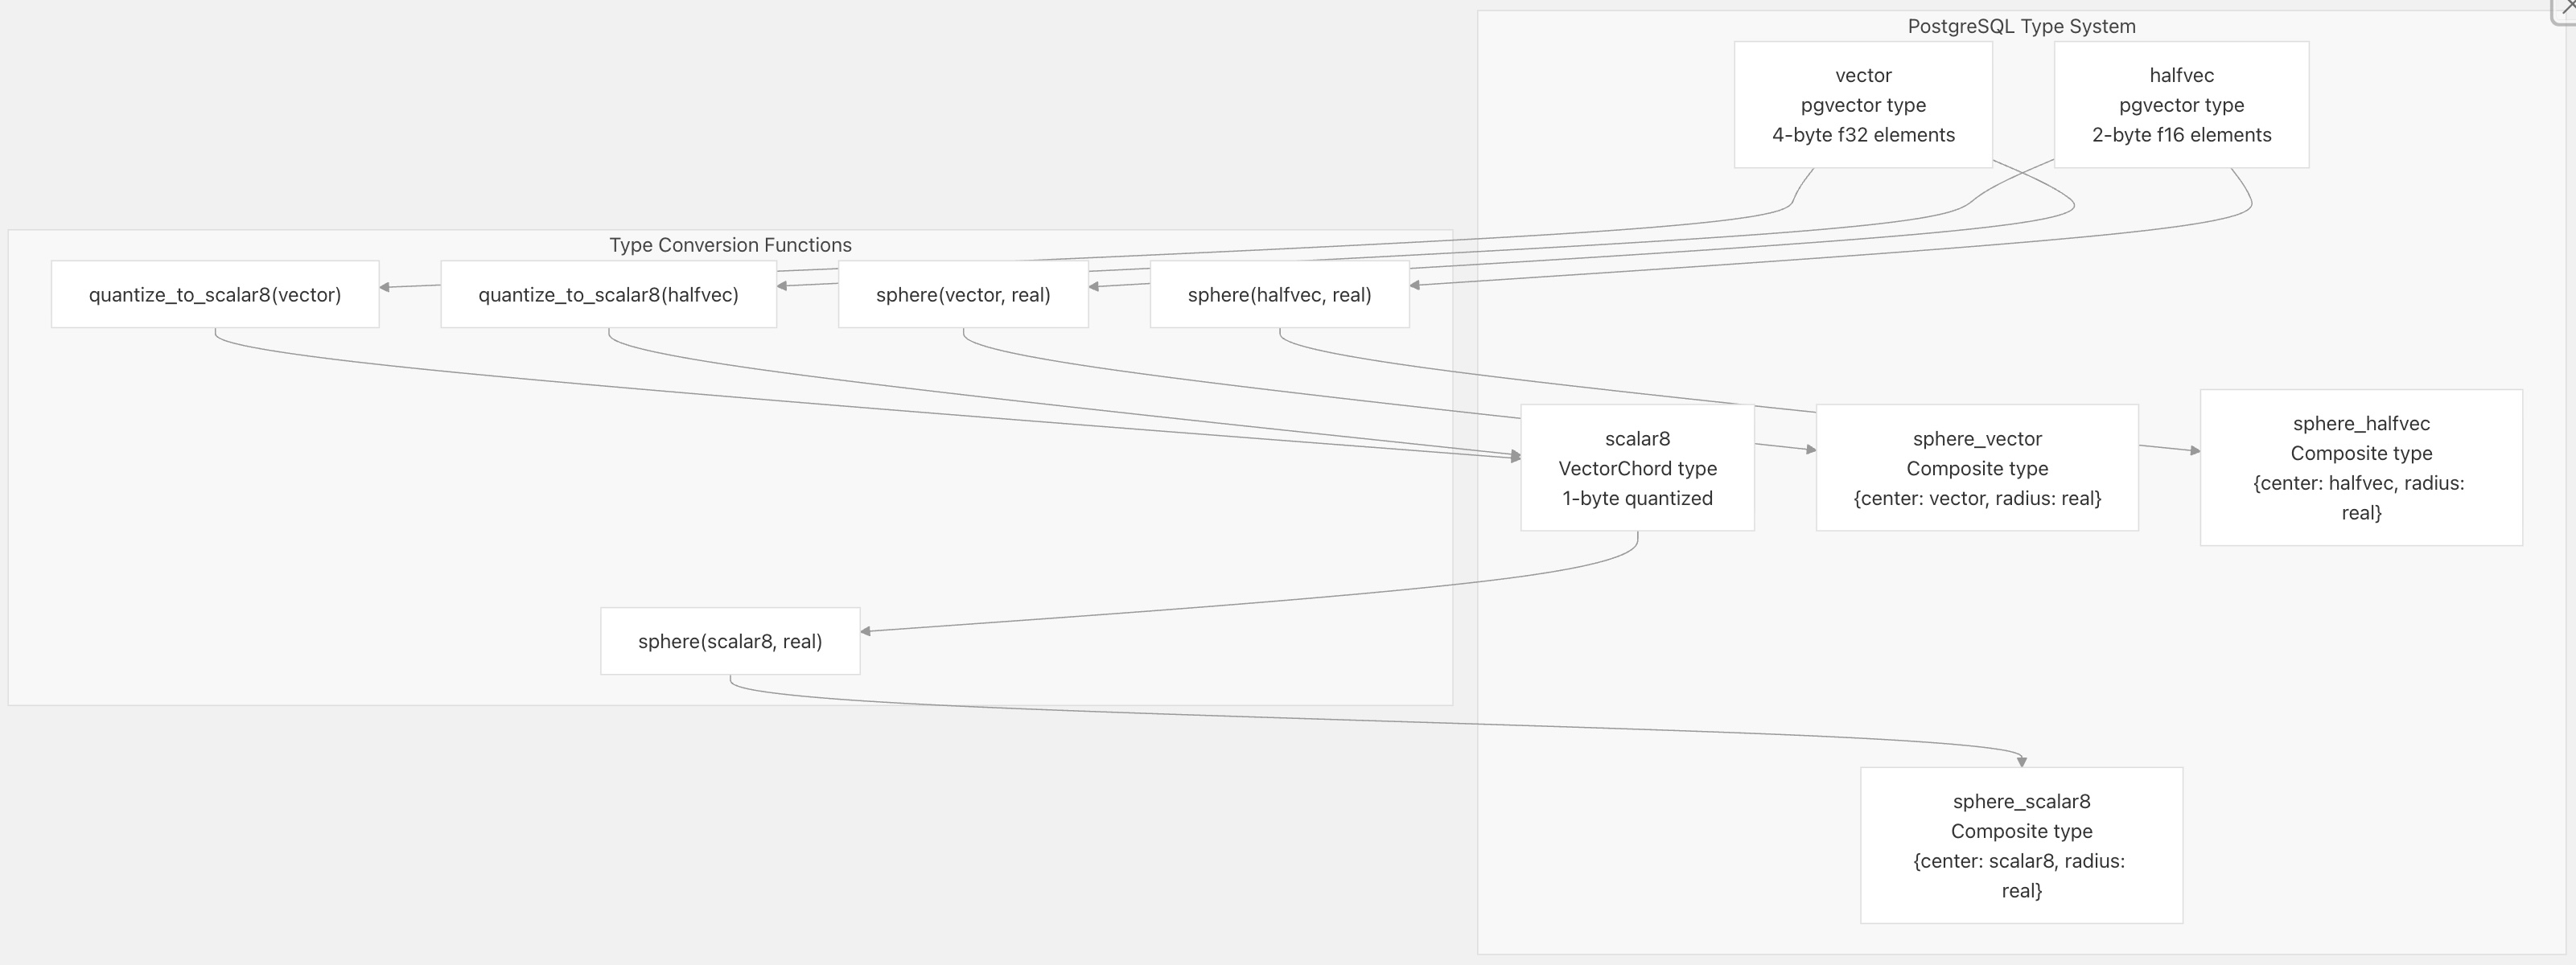 PostgreSQL Type System
vector
pgvector type
4-byte f32 elements
halfvec
pgvector type
2-byte f16 elements
Type Conversion Functions
quantize_to_scalar8(vector)
quantize_to_scalar8(halfvec)
sphere(vector, real)
sphere(halfvec, real)
scalar8
VectorChord type
1-byte quantized
sphere_vector
Composite type
{center: vector, radius: real}
sphere_halfvec
Composite type
{center: halfvec, radius:
real}
sphere(scalar8, real)
sphere_scalar8
Composite type
{center: scalar8, radius:
real}